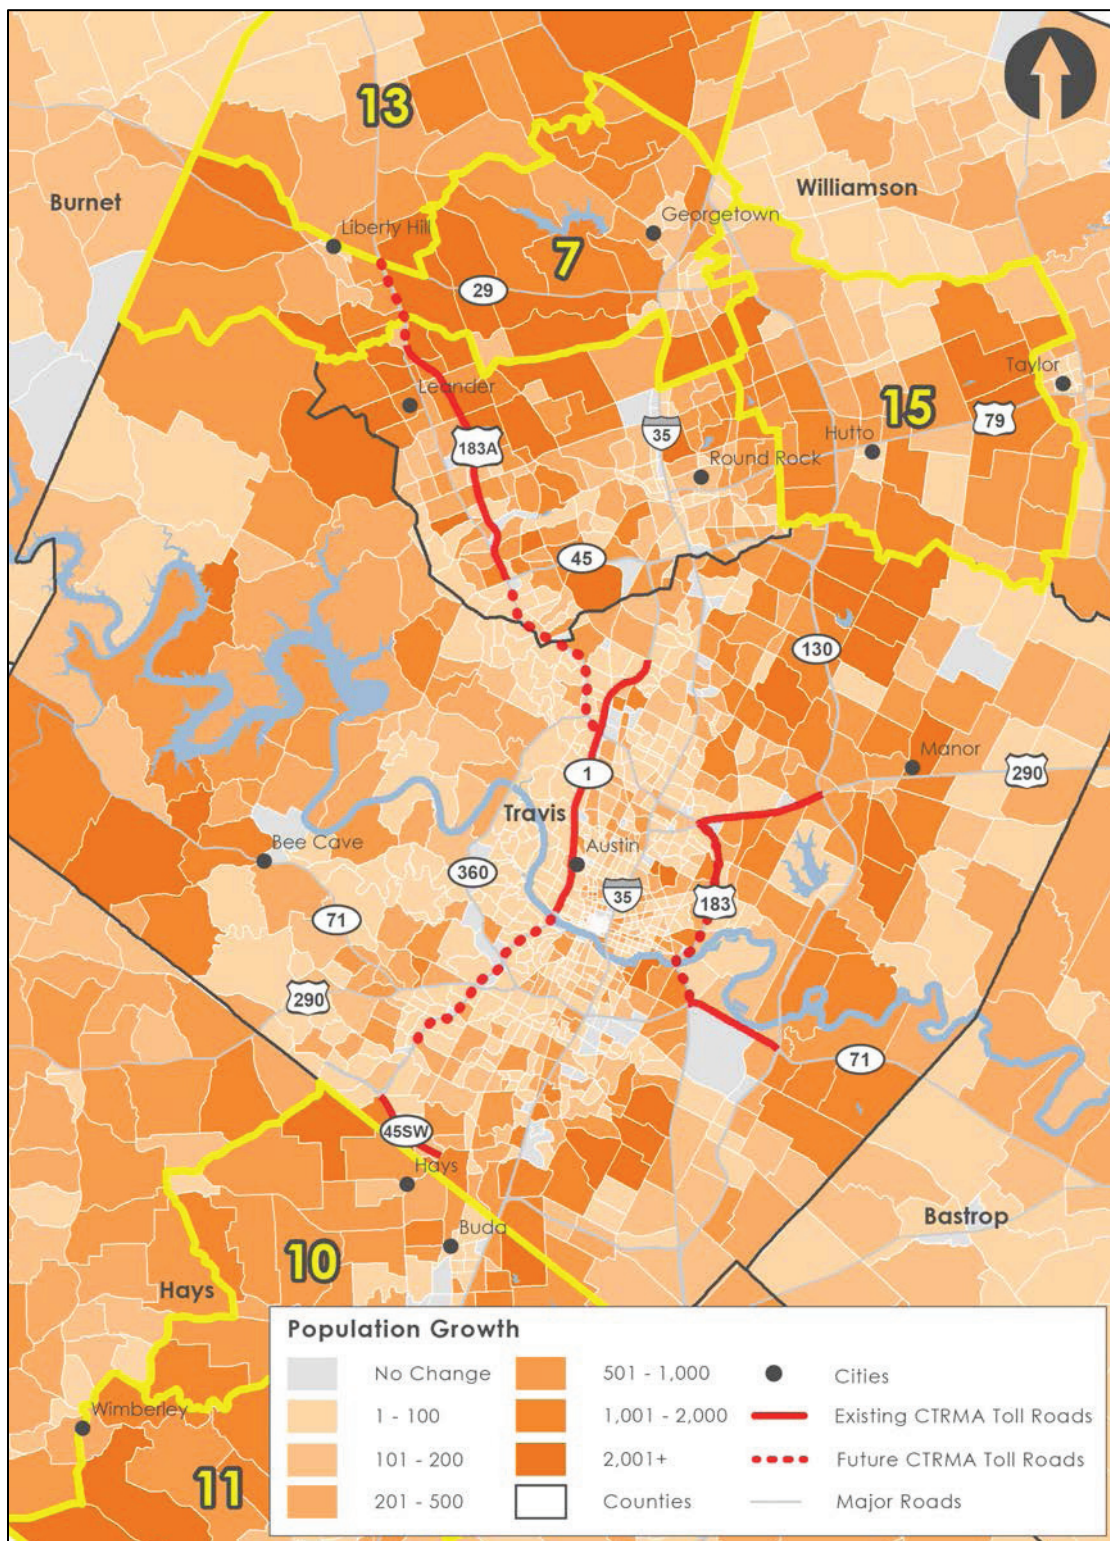 13
Burnet
Williamson
Georgetown
Liberty Hill
7
29
Leander
Taylor
15
79
183A
35
Hutto
Round Rock
45
130
Manor
290
1
Travis
Bee Cave
Austin
360
35
183
71
290
71
45SW
Hays
Bastrop
Buda
10
Hays
Wimberley
11
Population Growth
No Change
1 - 100
101 - 200
201 - 500
501 - 1,000
1,001 - 2,000
2,001+
Counties
Cities
Existing CTRMA Toll Roads
Future CTRMA Toll Roads
Major Roads